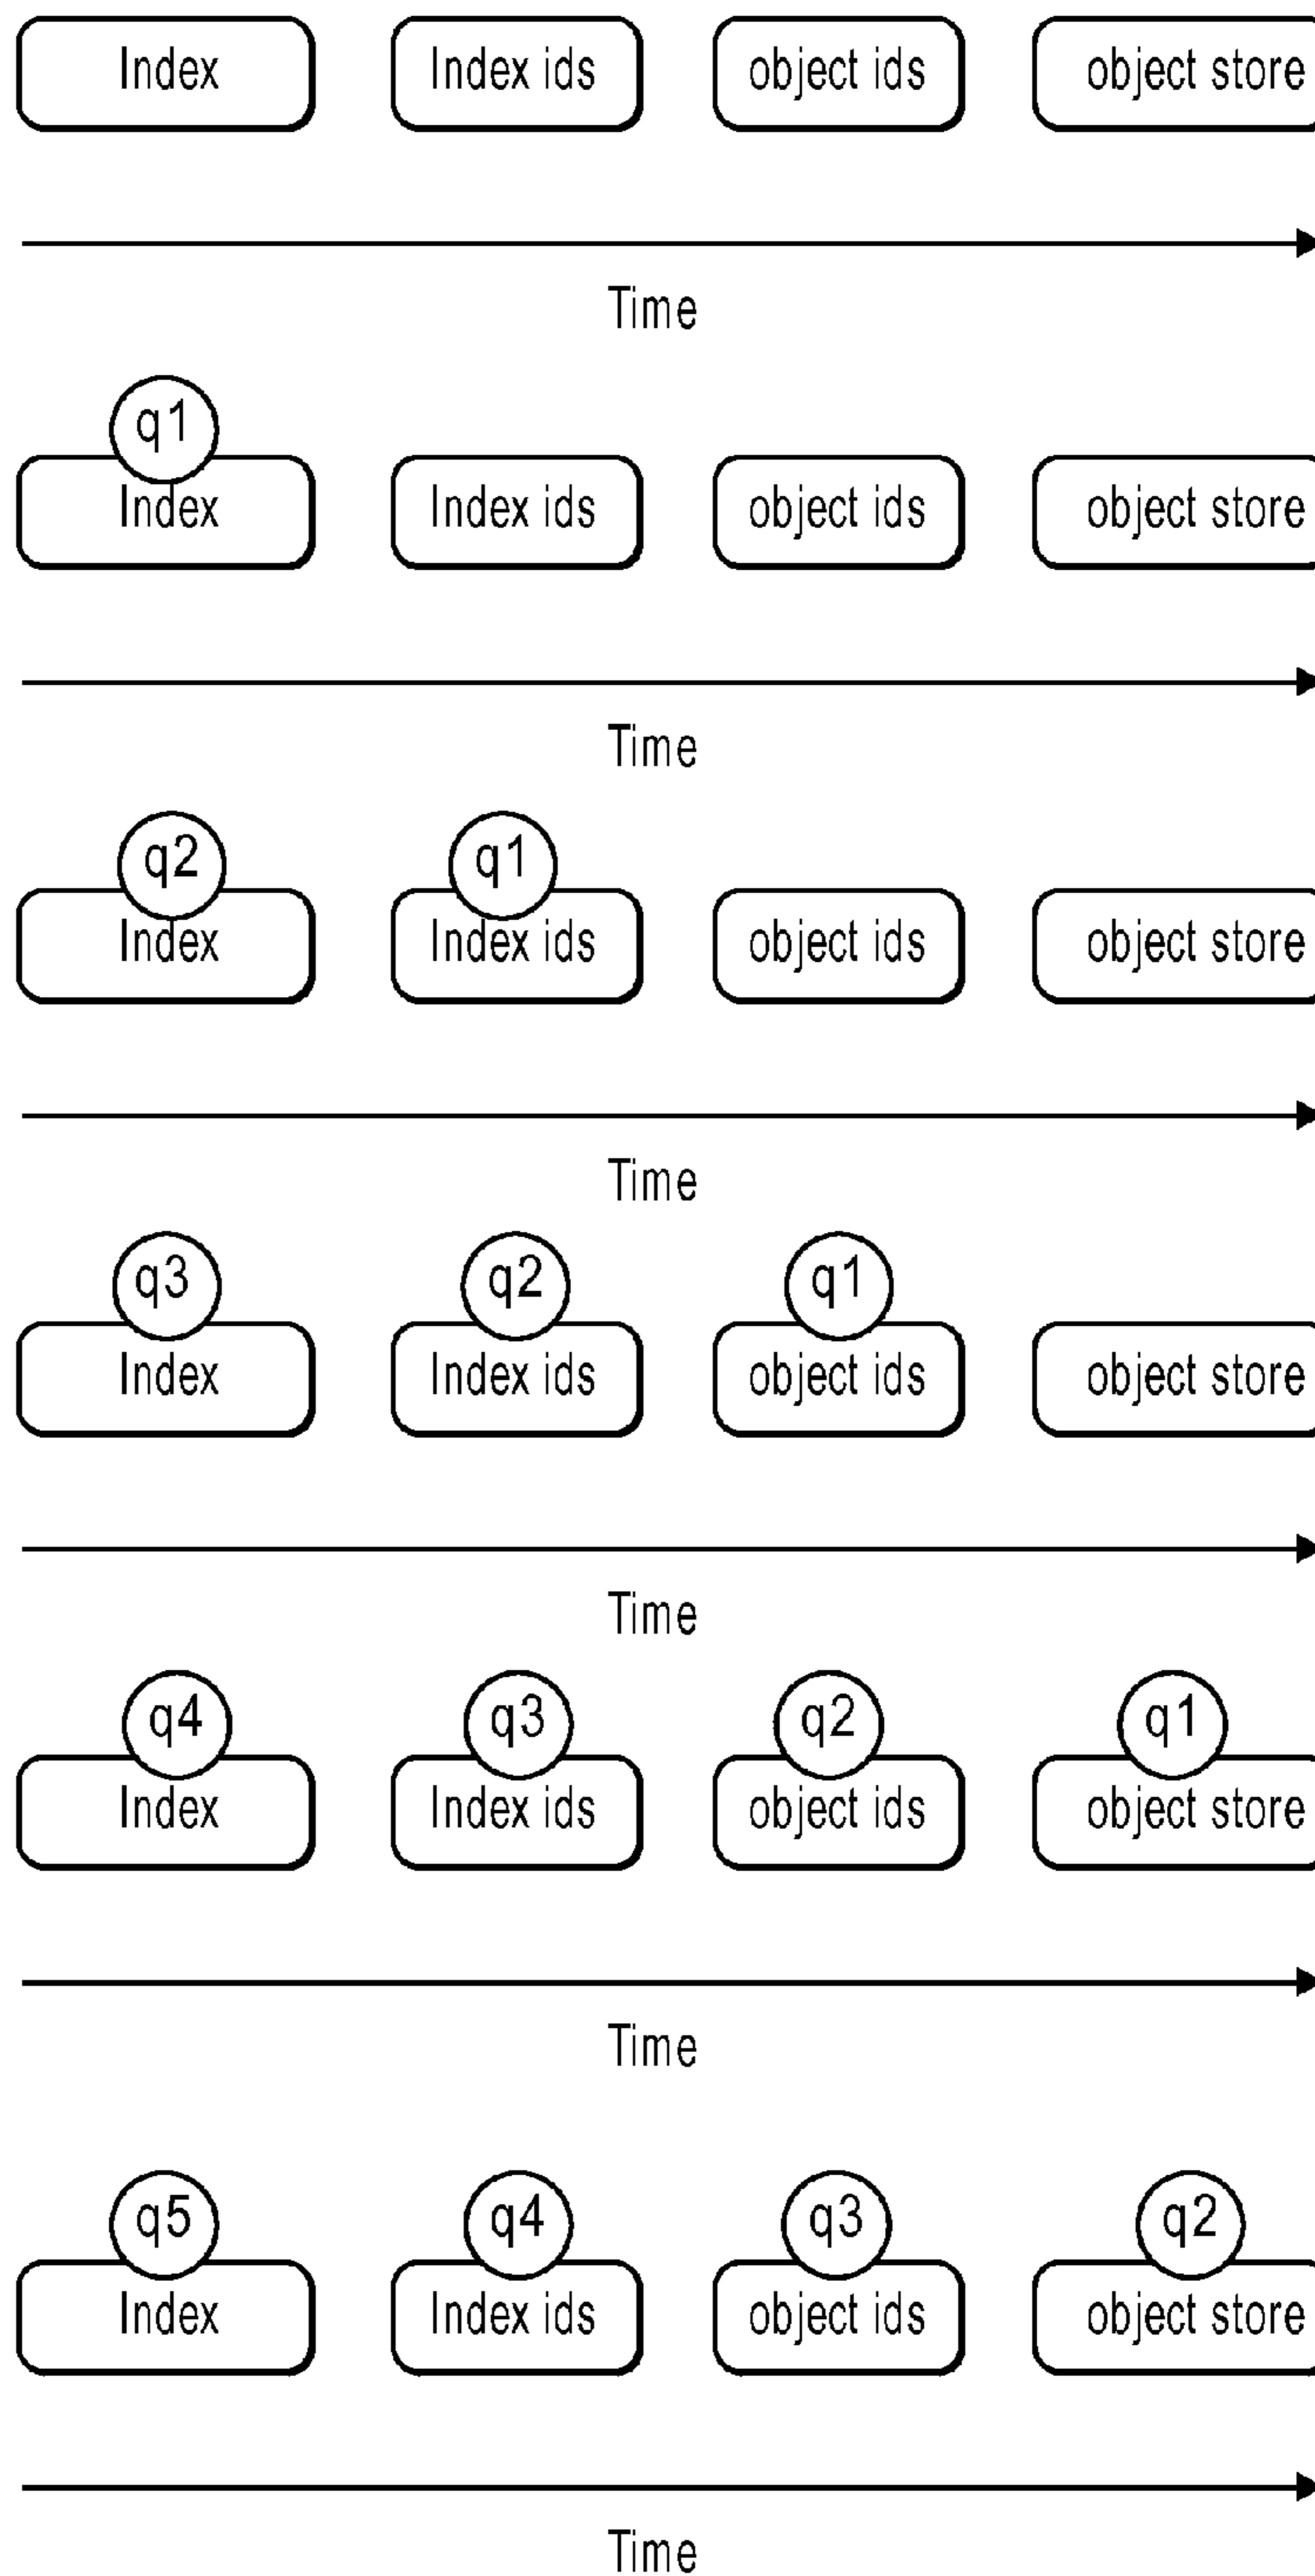 Index Index ids object ids object store
Time
q1
Index Index ids object ids object store
Time
q2 q1
Index Index ids object ids object store
Time
q3 q2 q1
Index Index ids object ids object store
Time
q4 q3 q2 q1
Index Index ids object ids object store
Time
q5 q4 q3 q2
Index Index ids object ids object store
Time